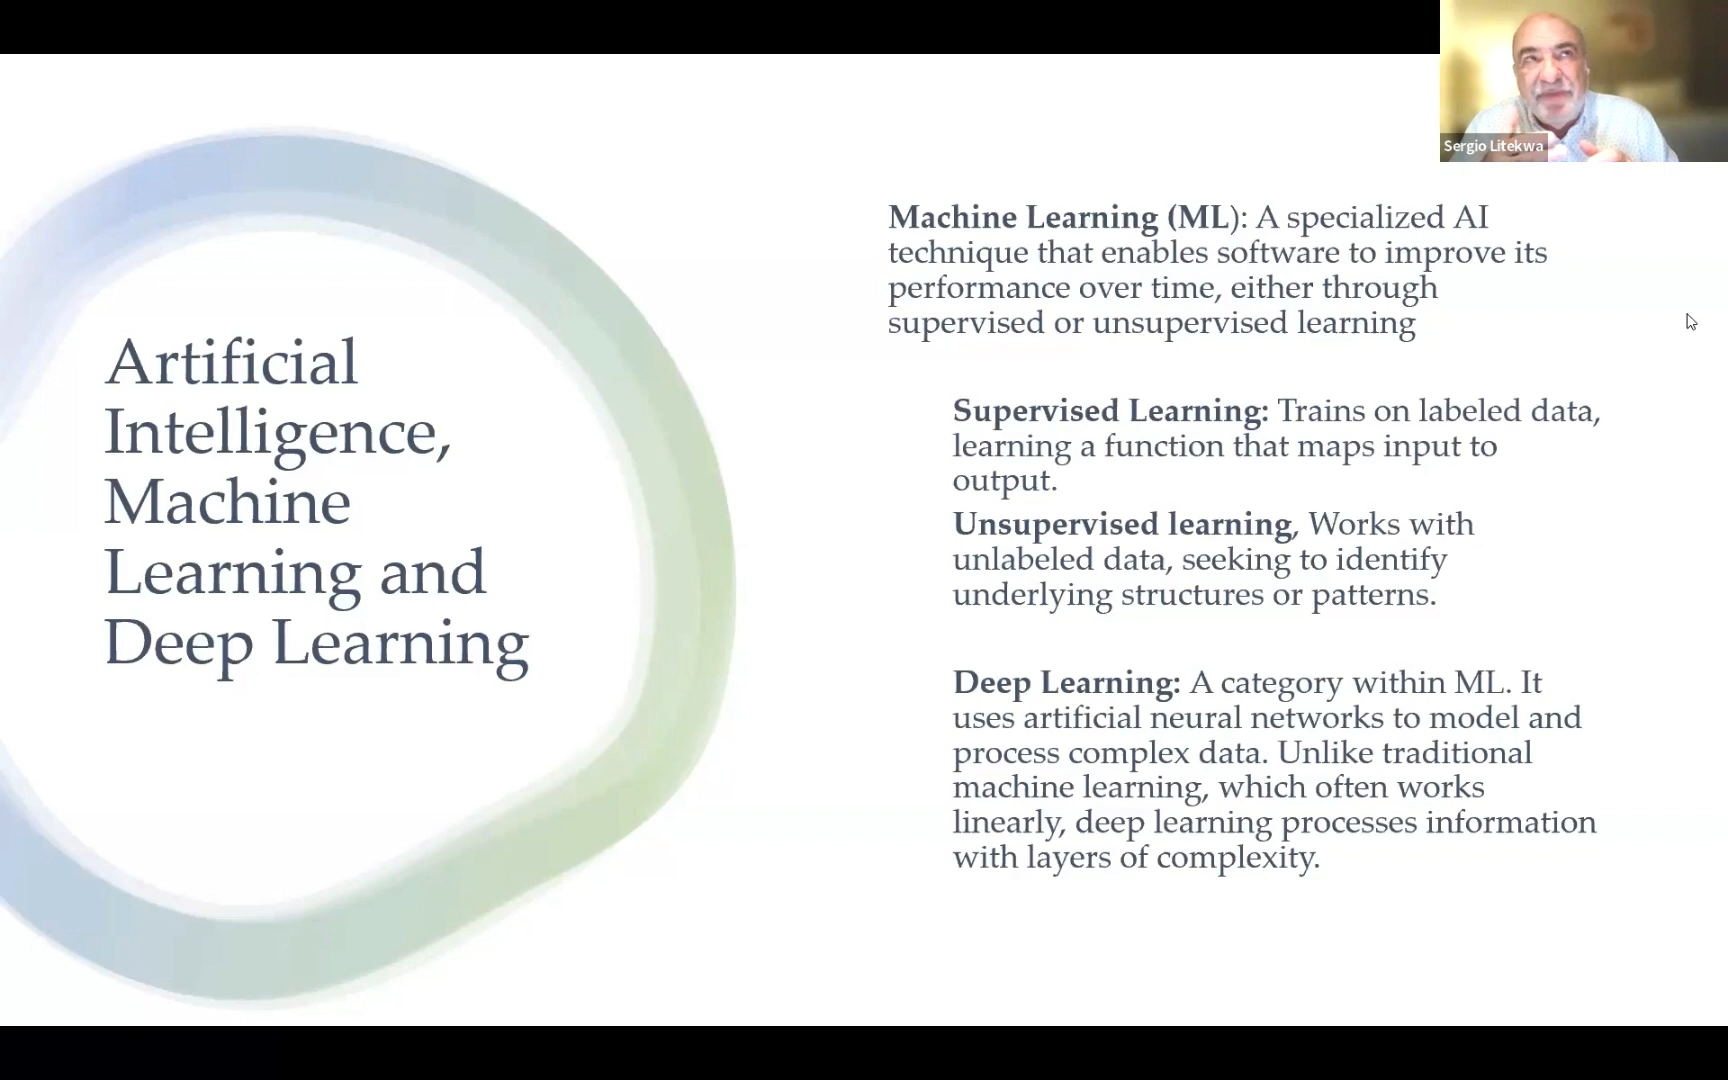 Sergio Litekwa
Artificial
Intelligence,
Machine
Learning and
Deep Learning
Machine Learning (ML): A specialized AI
technique that enables software to improve its
performance over time, either through
supervised or unsupervised learning
Supervised Learning: Trains on labeled data,
learning a function that maps input to
output.
Unsupervised learning, Works with
unlabeled data, seeking to identify
underlying structures or patterns.
Deep Learning: A category within ML. It
uses artificial neural networks to model and
process complex data. Unlike traditional
machine learning, which often works
linearly, deep learning processes information
with layers of complexity.